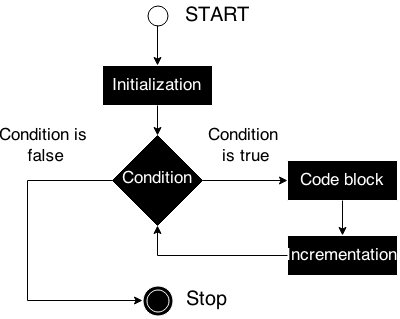 START
Initialization
Condition is
false
Condition
is true
Condition
Code block
Incrementation
Stop